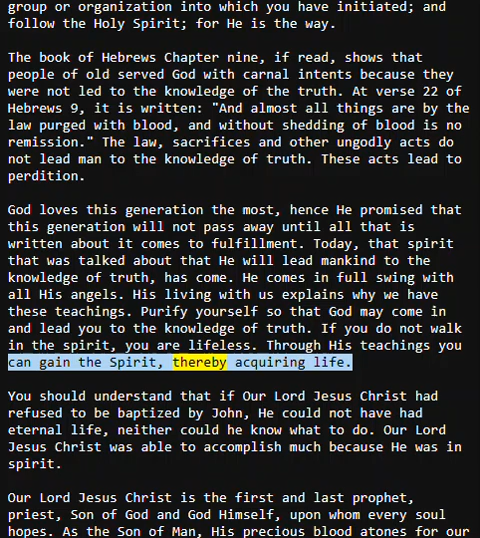 group or organization into which you have initiated; and
follow the Holy Spirit; for He is the way.
The book of Hebrews Chapter nine, if read, shows that
people of old served God with carnal intents because they
were not led to the knowledge of the truth. At verse 22 of
Hebrews 9, it is written: "And almost all things are by the
law purged with blood, and without shedding of blood is no
remission." The law, sacrifices and other ungodly acts do
not lead man to the knowledge of truth. These acts lead to
perdition.
God loves this generation the most, hence He promised that
this generation will not pass away until all that is
written about it comes to fulfillment. Today, that spirit
that was talked about that He will lead mankind to the
knowledge of truth, has come. He comes in full swing with
all His angels. His living with us explains why we have
these teachings. Purify yourself so that God may come in
and lead you to the knowledge of truth. If you do not walk
in the spirit, you are lifeless. Through His teachings you
can gain the Spirit, thereby acquiring life.
You should understand that if Our Lord Jesus Christ had
refused to be baptized by John, He could not have had
eternal life, neither could he know what to do. Our Lord
Jesus Christ was able to accomplish much because He was in
spirit.
Our Lord Jesus Christ is the first and last prophet,
priest, Son of God and God Himself, upon whom every soul
hopes. As the Son of Man, His precious blood atones for our